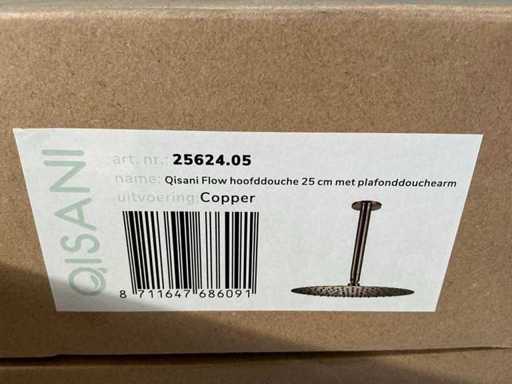 QISANI
art. nr.: 25624.05
name: Qisani Flow hoofddouche 25 cm met plafonddouchearm
uitvoering: Copper
8 711647 686091